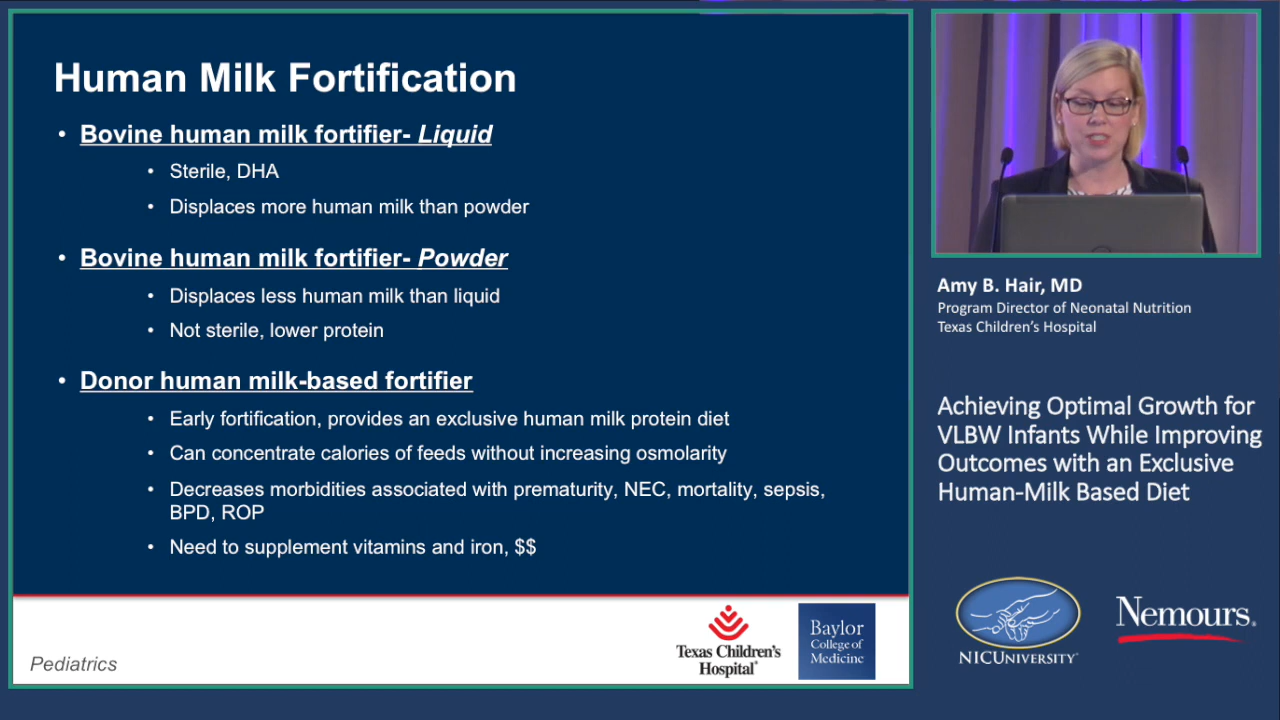 Human Milk Fortification
• Bovine human milk fortifier- Liquid
• Sterile, DHA
• Displaces more human milk than powder
• Bovine human milk fortifier- Powder
• Displaces less human milk than liquid
• Not sterile, lower protein
• Donor human milk-based fortifier
• Early fortification, provides an exclusive human milk protein diet
• Can concentrate calories of feeds without increasing osmolarity
• Decreases morbidities associated with prematurity, NEC, mortality, sepsis,
BPD, ROP
• Need to supplement vitamins and iron, $$
Pediatrics
Texas Children's
Hospital®
Baylor
College of
Medicine
Amy B. Hair, MD
Program Director of Neonatal Nutrition
Texas Children's Hospital
Achieving Optimal Growth for
VLBW Infants While Improving
Outcomes with an Exclusive
Human-Milk Based Diet
NICUNIVERSITY
Nemours.